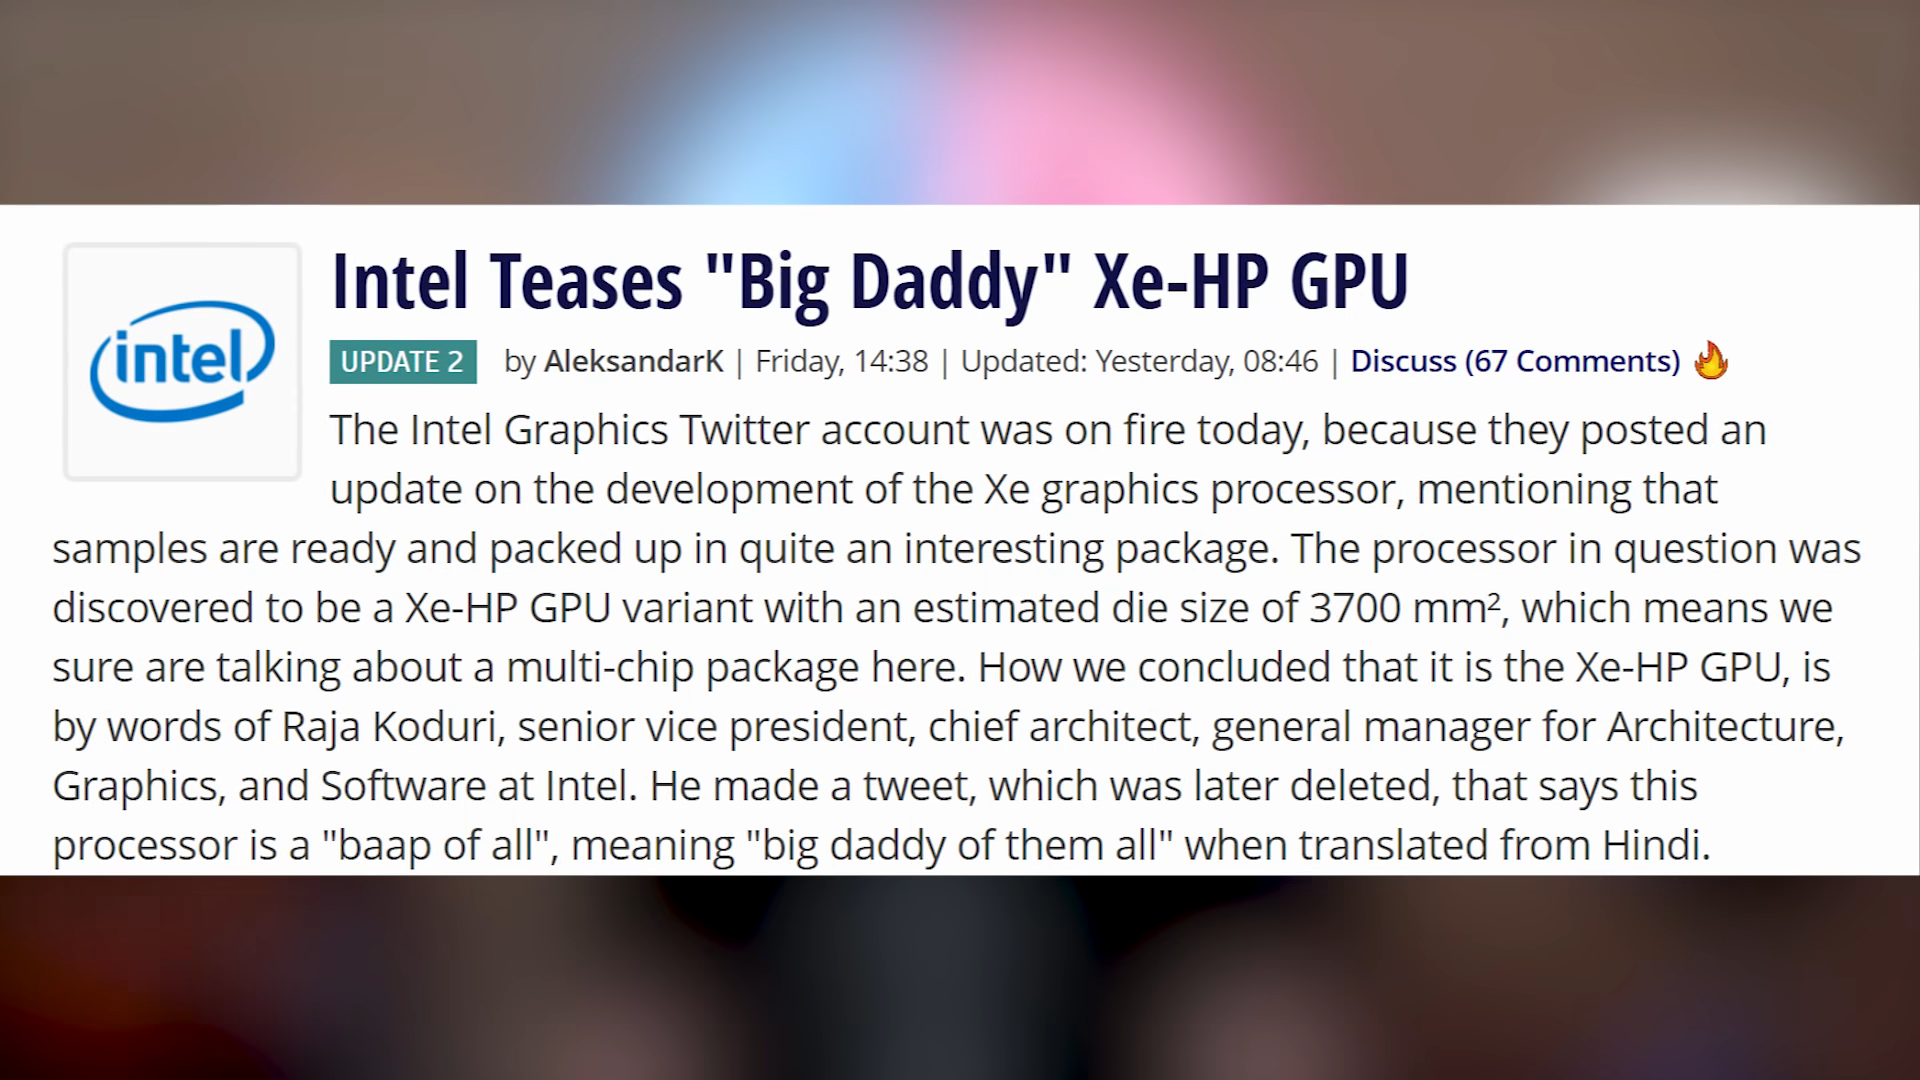 intel
Intel Teases "Big Daddy" Xe-HP GPU
UPDATE 2 by AleksandarK | Friday, 14:38 | Updated: Yesterday, 08:46 | Discuss (67 Comments)
The Intel Graphics Twitter account was on fire today, because they posted an
update on the development of the Xe graphics processor, mentioning that
samples are ready and packed up in quite an interesting package. The processor in question was
discovered to be a Xe-HP GPU variant with an estimated die size of 3700 mm², which means we
sure are talking about a multi-chip package here. How we concluded that it is the Xe-HP GPU, is
by words of Raja Koduri, senior vice president, chief architect, general manager for Architecture,
Graphics, and Software at Intel. He made a tweet, which was later deleted, that says this
processor is a "baap of all", meaning "big daddy of them all" when translated from Hindi.